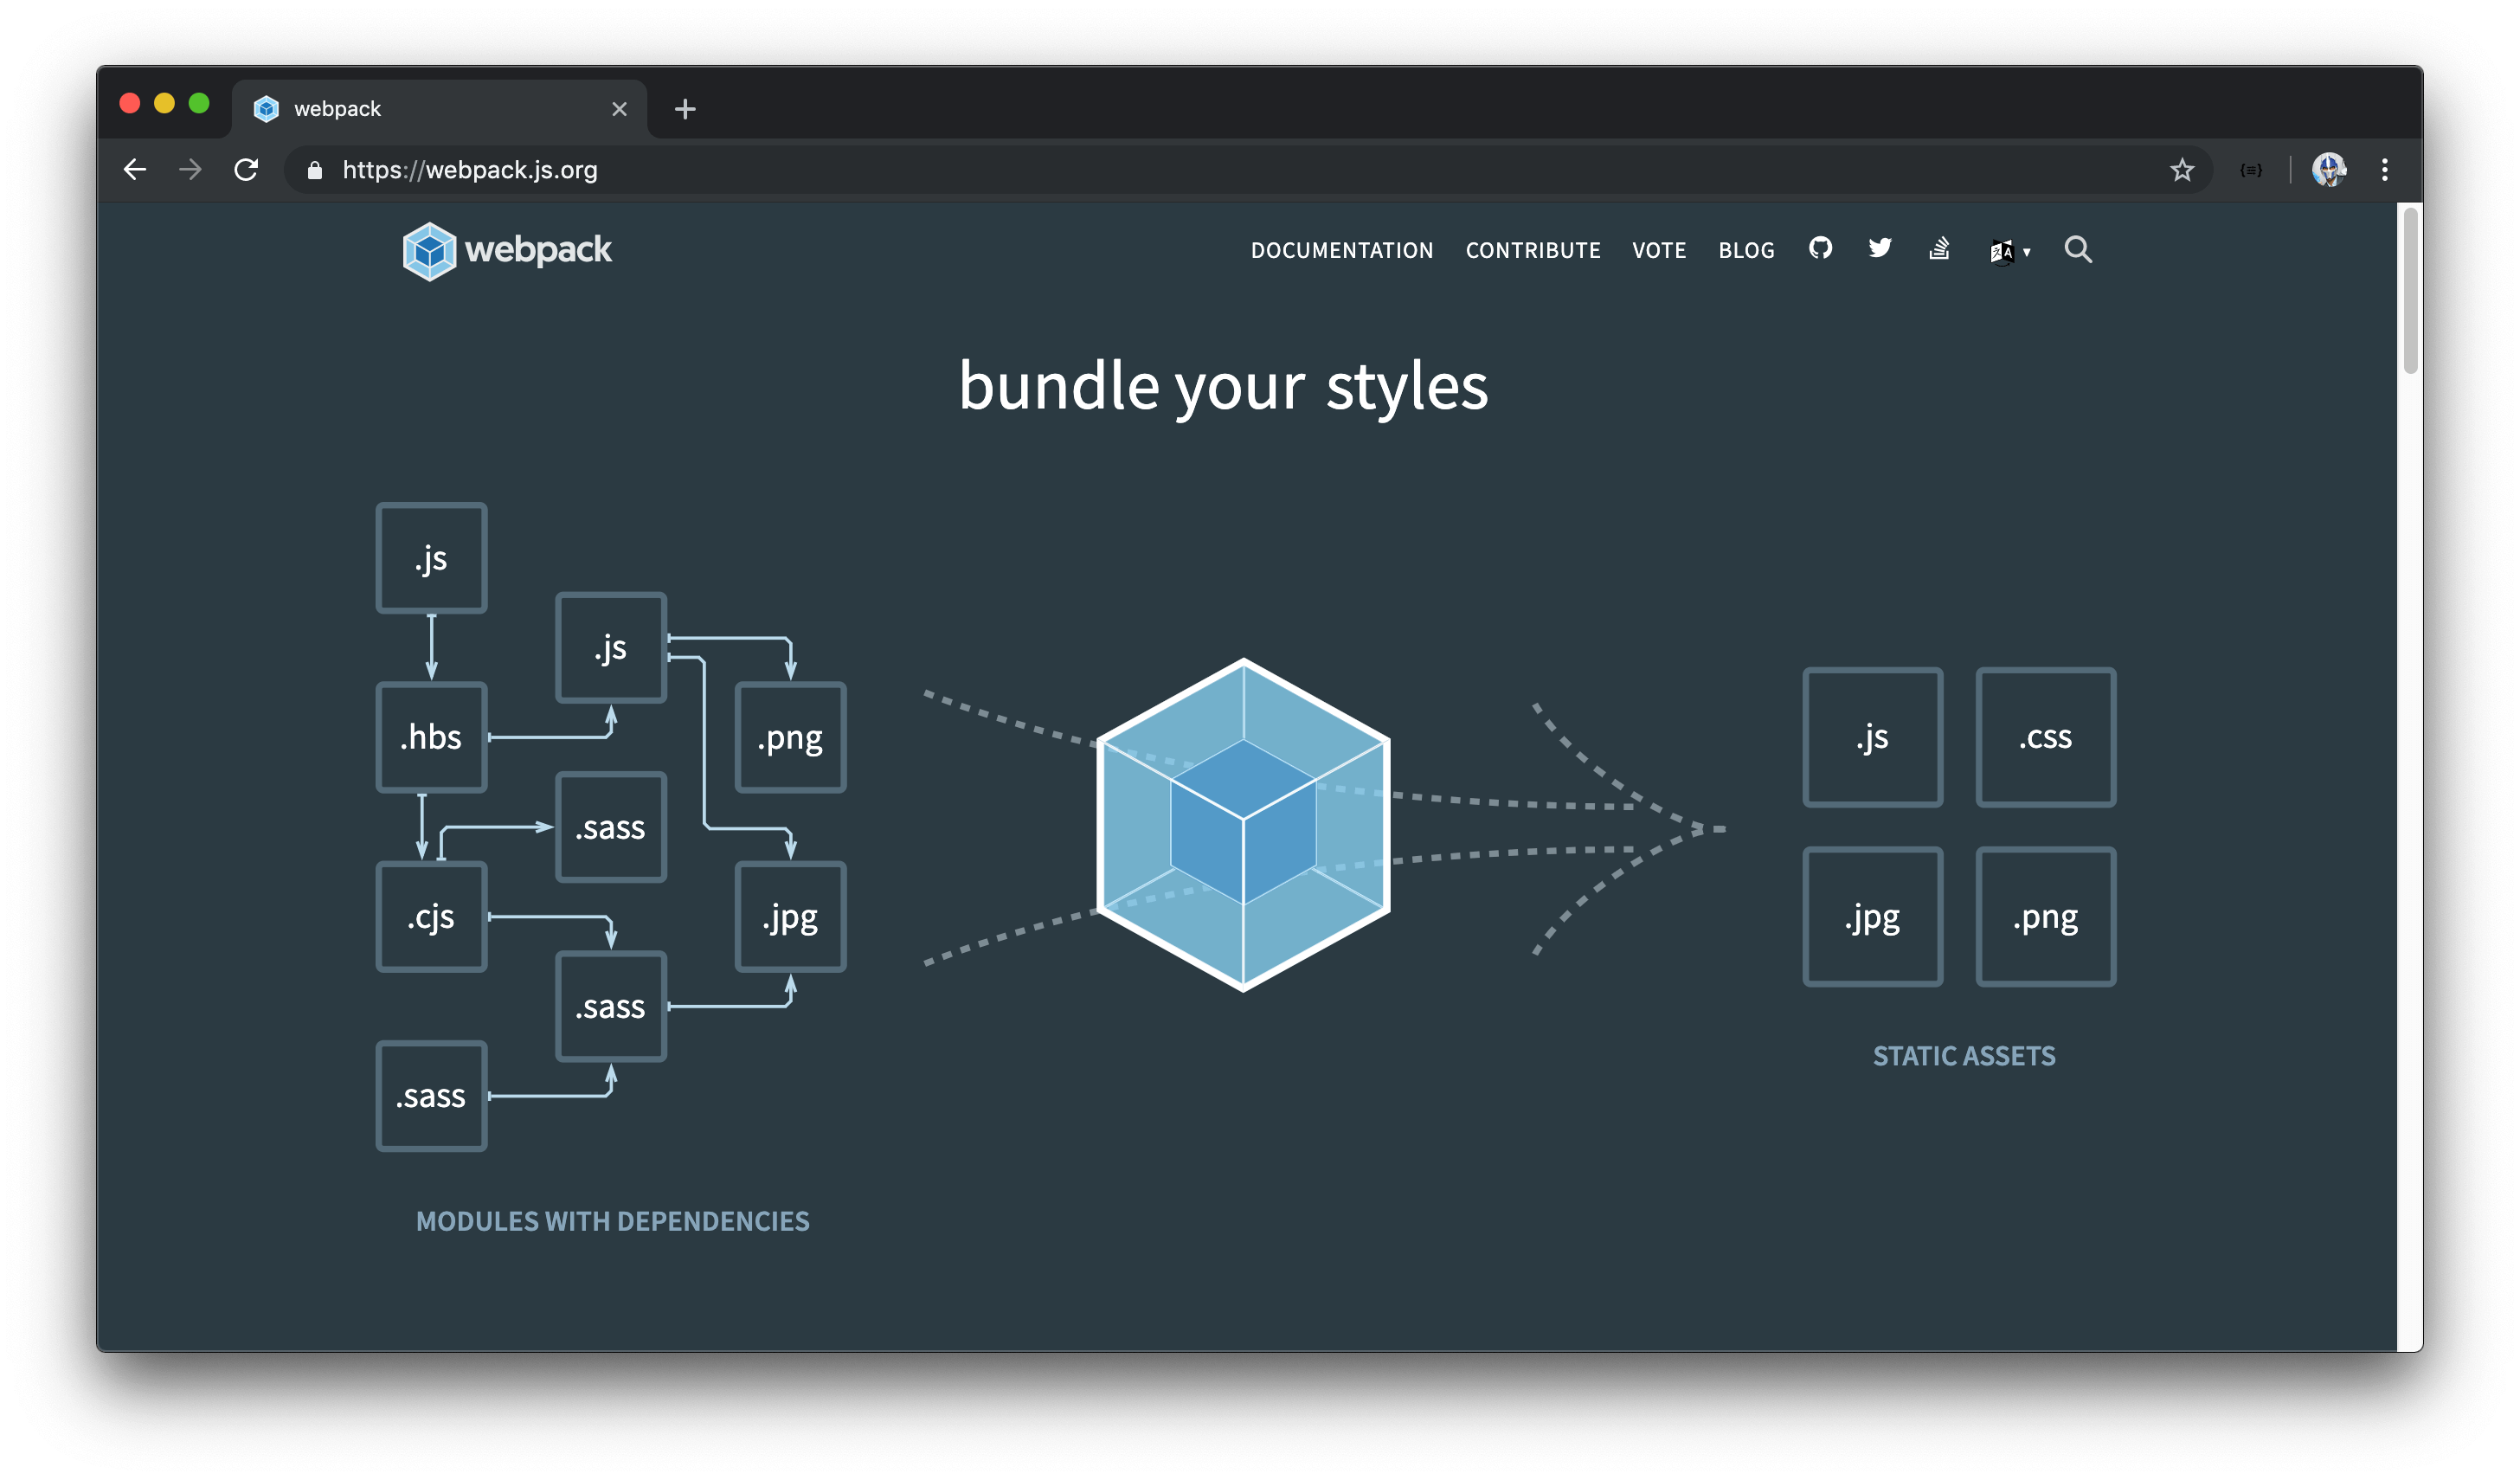 webpack
https://webpack.js.org
webpack
DOCUMENTATION CONTRIBUTE VOTE BLOG
bundle your styles
.js
.js
.hbs
.png
.sass
.cjs
.jpg
.sass
.sass
MODULES WITH DEPENDENCIES
.js
.css
.jpg
.png
STATIC ASSETS